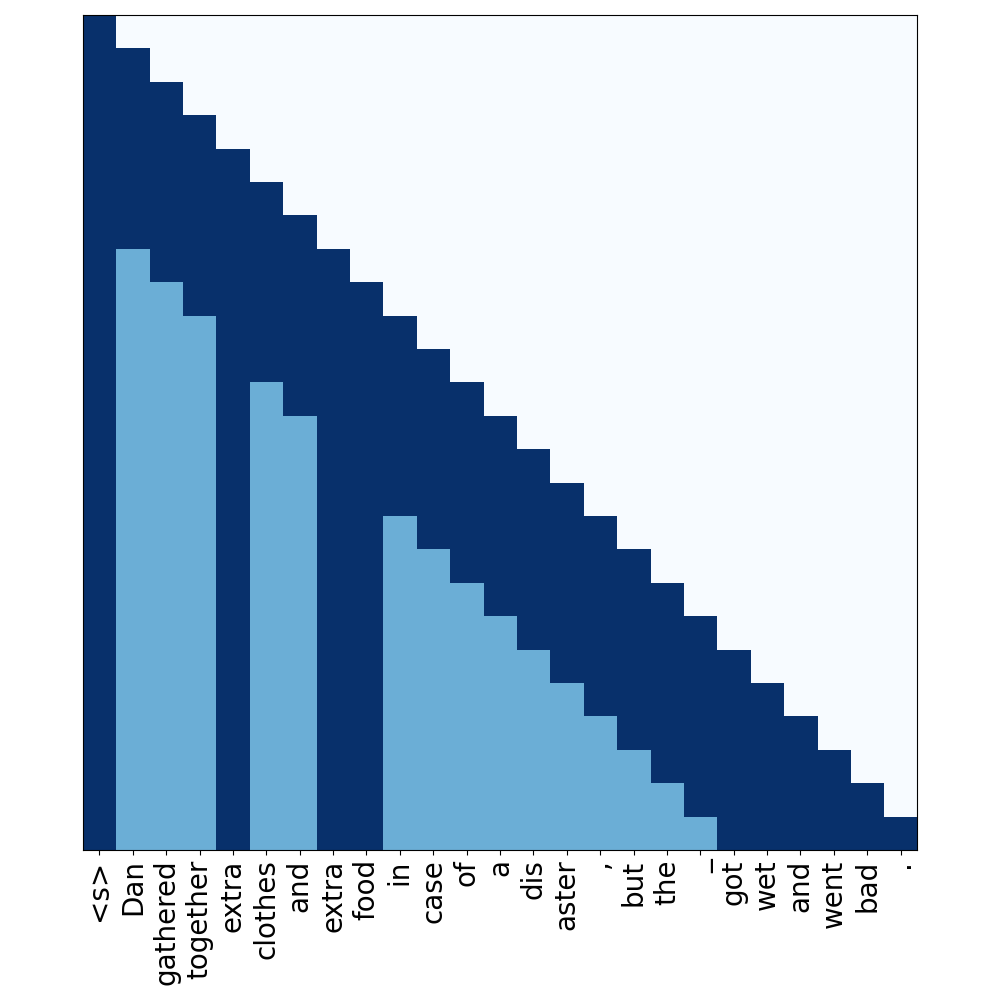 <s> Dan gathered together extra clothes and extra food in case of a dis aster , but the _ got wet and went bad .